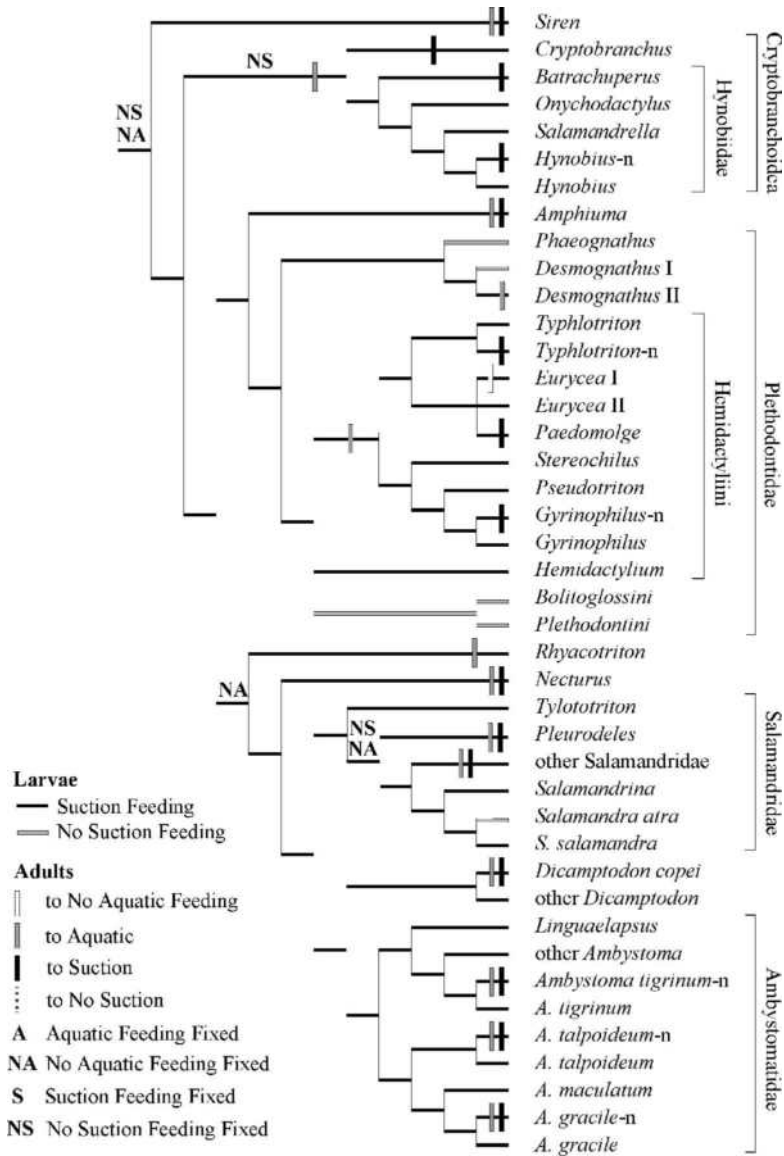 Siren
Cryptobranchus
Batrachuperus
Onychodactylus
Salamandrella
Hynobius-n
Hynobius
Amphiuma
Phaeognathus
Desmognathus I
Desmognathus II
Typhlotriton
Typhlotriton-n
Eurycea I
Eurycea II
Paedomolge
Stereochilus
Pseudotriton
Gyrinophilus-n
Gyrinophilus
Hemidactylium
Bolitoglossini
Plethodontini
Rhyacotriton
Necturus
Tylototriton
Pleurodeles
other Salamandridae
Salamandrina
Salamandra atra
S. salamandra
Dicamptodon copei
other Dicamptodon
Linguaelapsus
other Ambystoma
Ambystoma tigrinum-n
A. tigrinum
A. talpoideum-n
A. talpoideum
A. maculatum
A. gracile-n
A. gracile
Hynobiidae
Cryptobranchoidea
Hemidactyliini
Plethodontidae
Salamandridae
Ambystomatidae
NS
NS
NA
NA
NS
NA
Larvae
Suction Feeding
No Suction Feeding
Adults
to No Aquatic Feeding
to Aquatic
to Suction
to No Suction
A Aquatic Feeding Fixed
NA No Aquatic Feeding Fixed
S Suction Feeding Fixed
NS No Suction Feeding Fixed